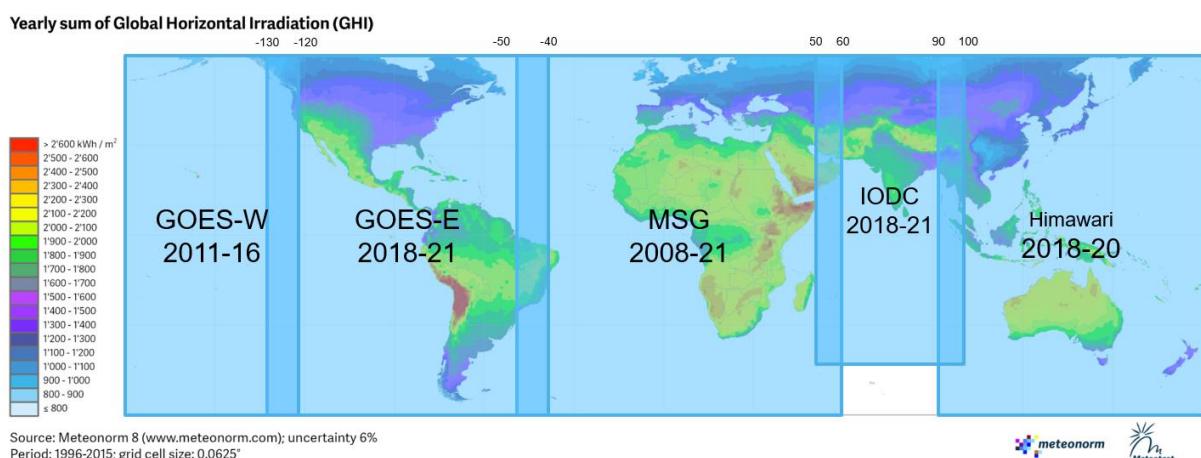 Yearly sum of Global Horizontal Irradiation (GHI)
-130 -120 -50 -40 50 60 90 100
> 2'600 kWh / m²
2'500 - 2'600
2'400 - 2'500
2'300 - 2'400
2'200 - 2'300
2'100 - 2'200
2'000 - 2'100
1'900 - 2'000
1'800 - 1'900
1'700 - 1'800
1'600 - 1'700
1'500 - 1'600
1'400 - 1'500
1'300 - 1'400
1'200 - 1'300
1'100 - 1'200
1'000 - 1'100
900 - 1'000
800 - 900
≤ 800
GOES-W
2011-16
GOES-E
2018-21
MSG
2008-21
IODC
2018-21
Himawari
2018-20
Source: Meteonorm 8 (www.meteonorm.com); uncertainty 6%
Period: 1996-2015; grid cell size: 0.0625°
meteonorm
Meteotest